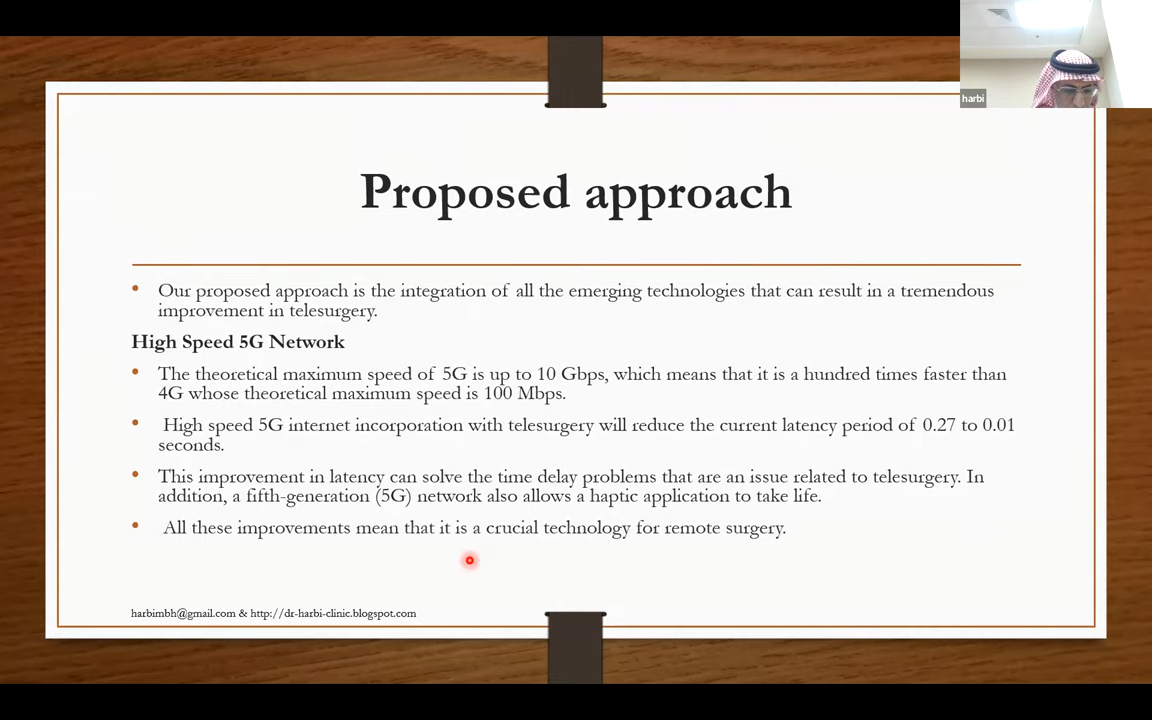 harbi
Proposed approach
Our proposed approach is the integration of all the emerging technologies that can result in a tremendous
improvement in telesurgery.
High Speed 5G Network
The theoretical maximum speed of 5G is up to 10 Gbps, which means that it is a hundred times faster than
4G whose theoretical maximum speed is 100 Mbps.
High speed 5G internet incorporation with telesurgery will reduce the current latency period of 0.27 to 0.01
seconds.
This improvement in latency can solve the time delay problems that are an issue related to telesurgery. In
addition, a fifth-generation (5G) network also allows a haptic application to take life.
All these improvements mean that it is a crucial technology for remote surgery.
harbimbh@gmail.com & http://dr-harbi-clinic.blogspot.com